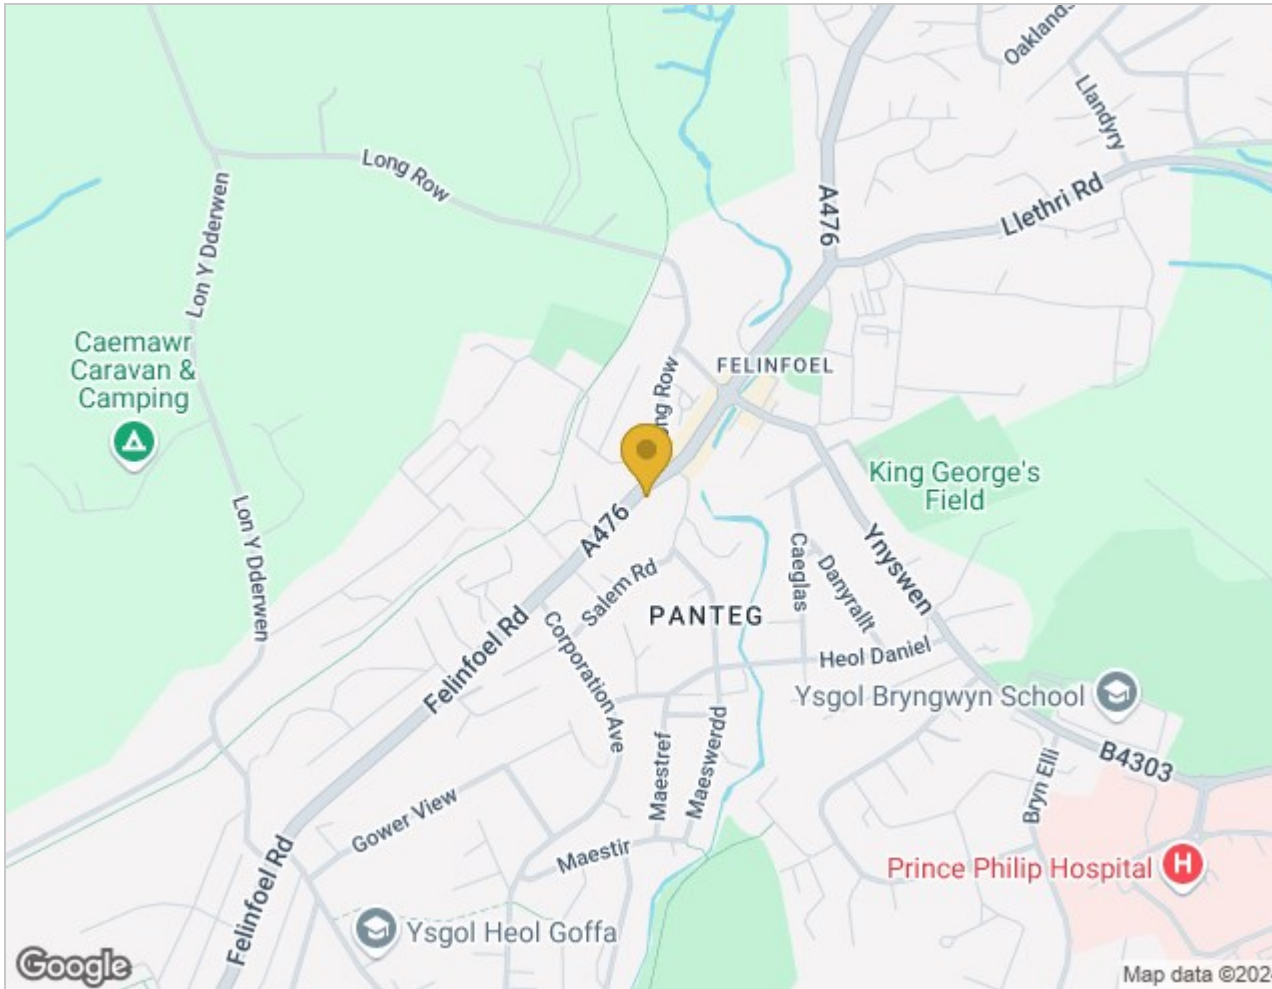 Oaklands
Llandyry
Long Row
A476
Llethri Rd
Lon Y Dderwen
Caemawr
Caravan &
Camping
FELINFOEL
ng Row
King George's
Field
A476
Lon Y Dderwen
Caeglas
Danyrallt
Ynyswen
Salem Rd
PANTEG
Felinfoel Rd
Corporation Ave
Heol Daniel
Ysgol Bryngwyn School
Maestref
Maeswerdd
B4303
Bryn Elli
Gower View
Maestir
Felinfoel Rd
Prince Philip Hospital
H
Ysgol Heol Goffa
Google
Map data ©2024